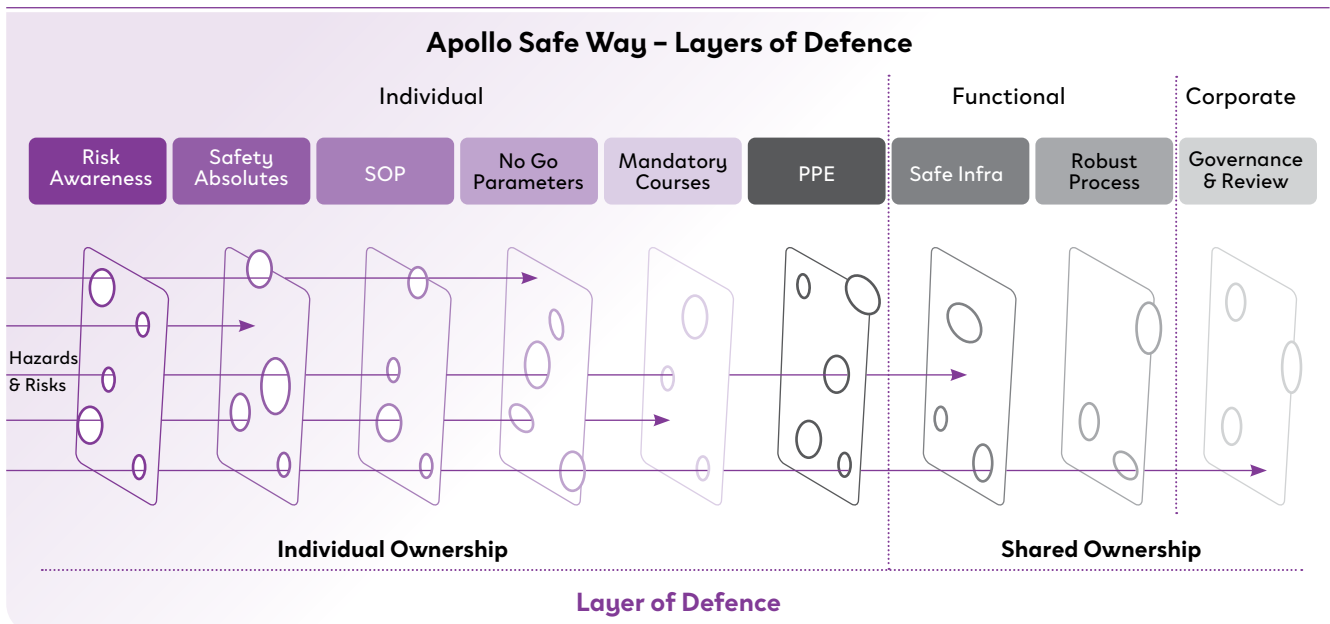 Apollo Safe Way – Layers of Defence
Individual
Functional
Corporate
Risk
Awareness
Safety
Absolutes
SOP
No Go
Parameters
Mandatory
Courses
PPE
Safe Infra
Robust
Process
Governance
& Review
Hazards
& Risks
Individual Ownership
Shared Ownership
Layer of Defence